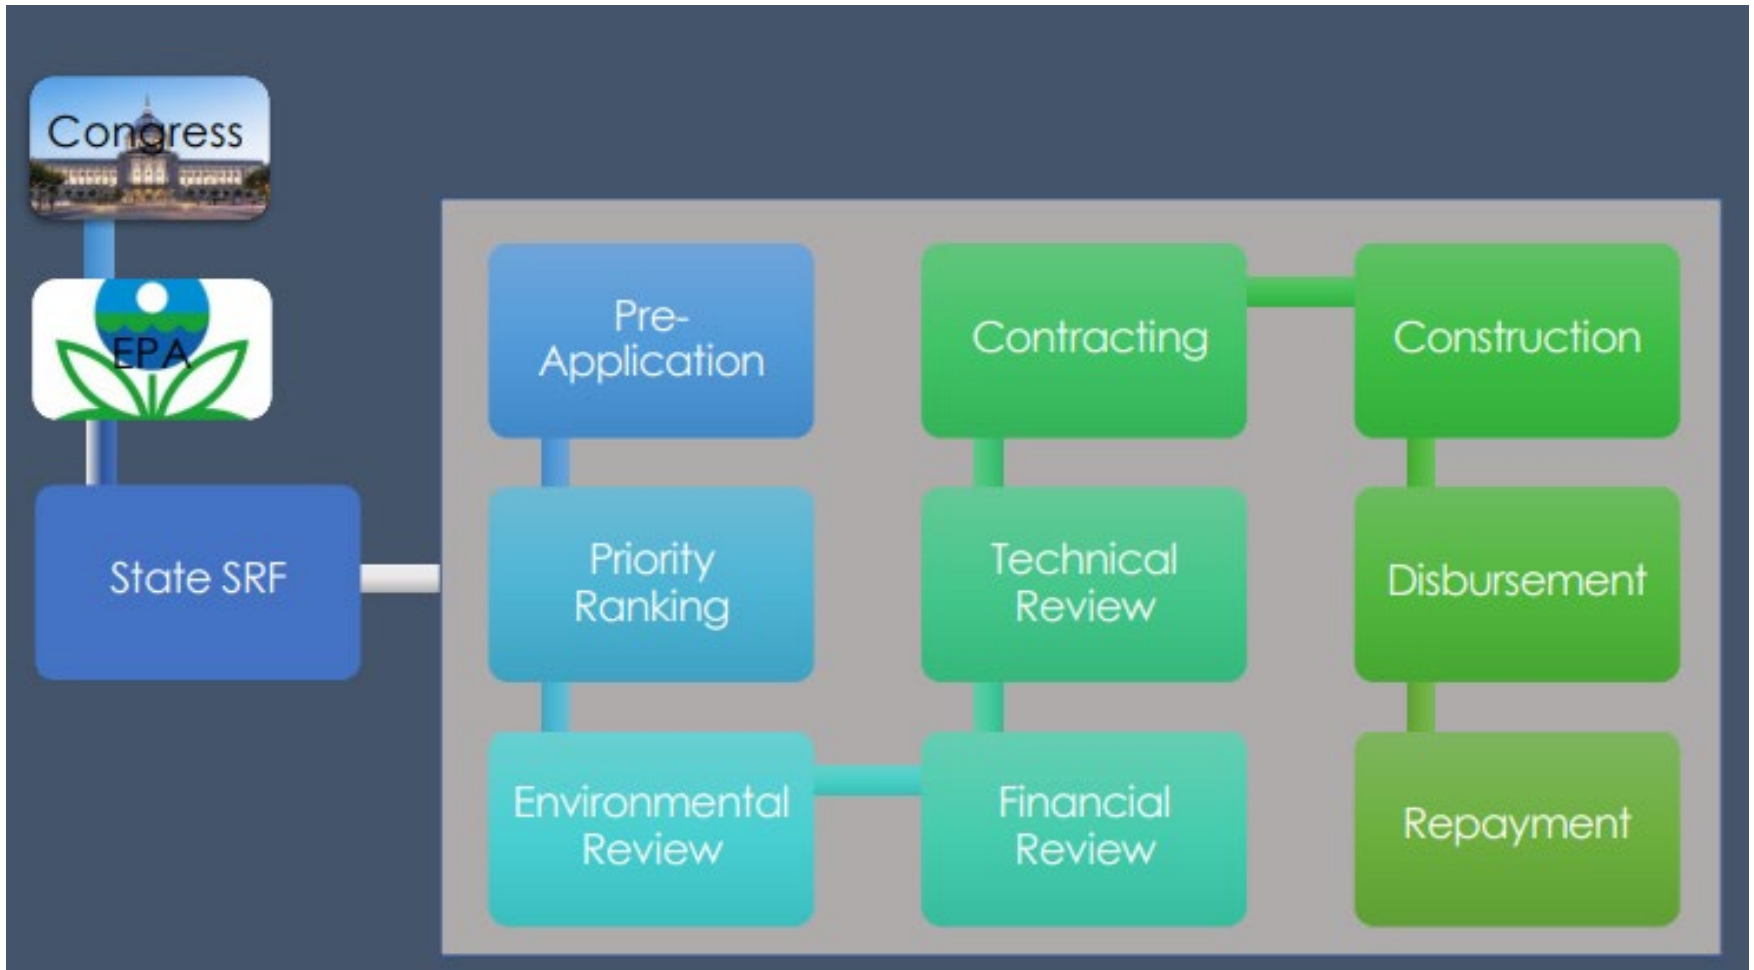 Congress
EPA
State SRF
Pre-
Application
Priority
Ranking
Environmental
Review
Financial
Review
Technical
Review
Contracting
Construction
Disbursement
Repayment